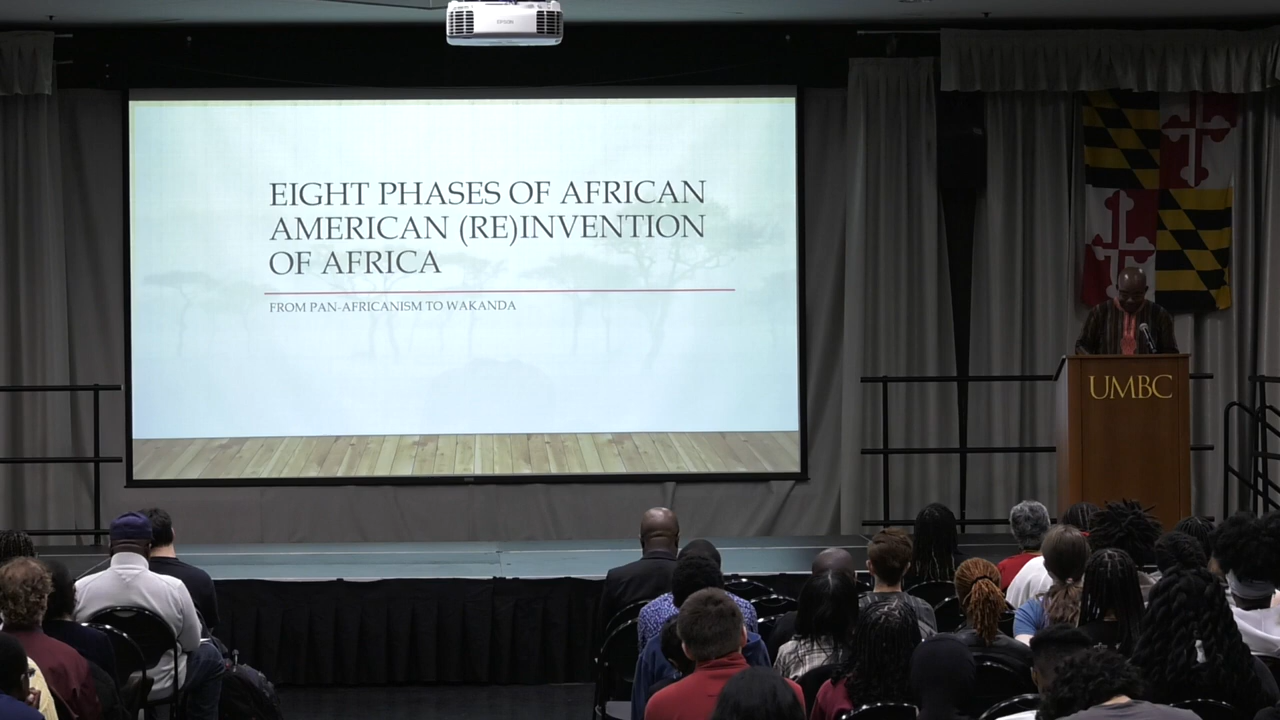 EPSON
EIGHT PHASES OF AFRICAN
AMERICAN (RE)INVENTION
OF AFRICA
FROM PAN-AFRICANISM TO WAKANDA
UMBC